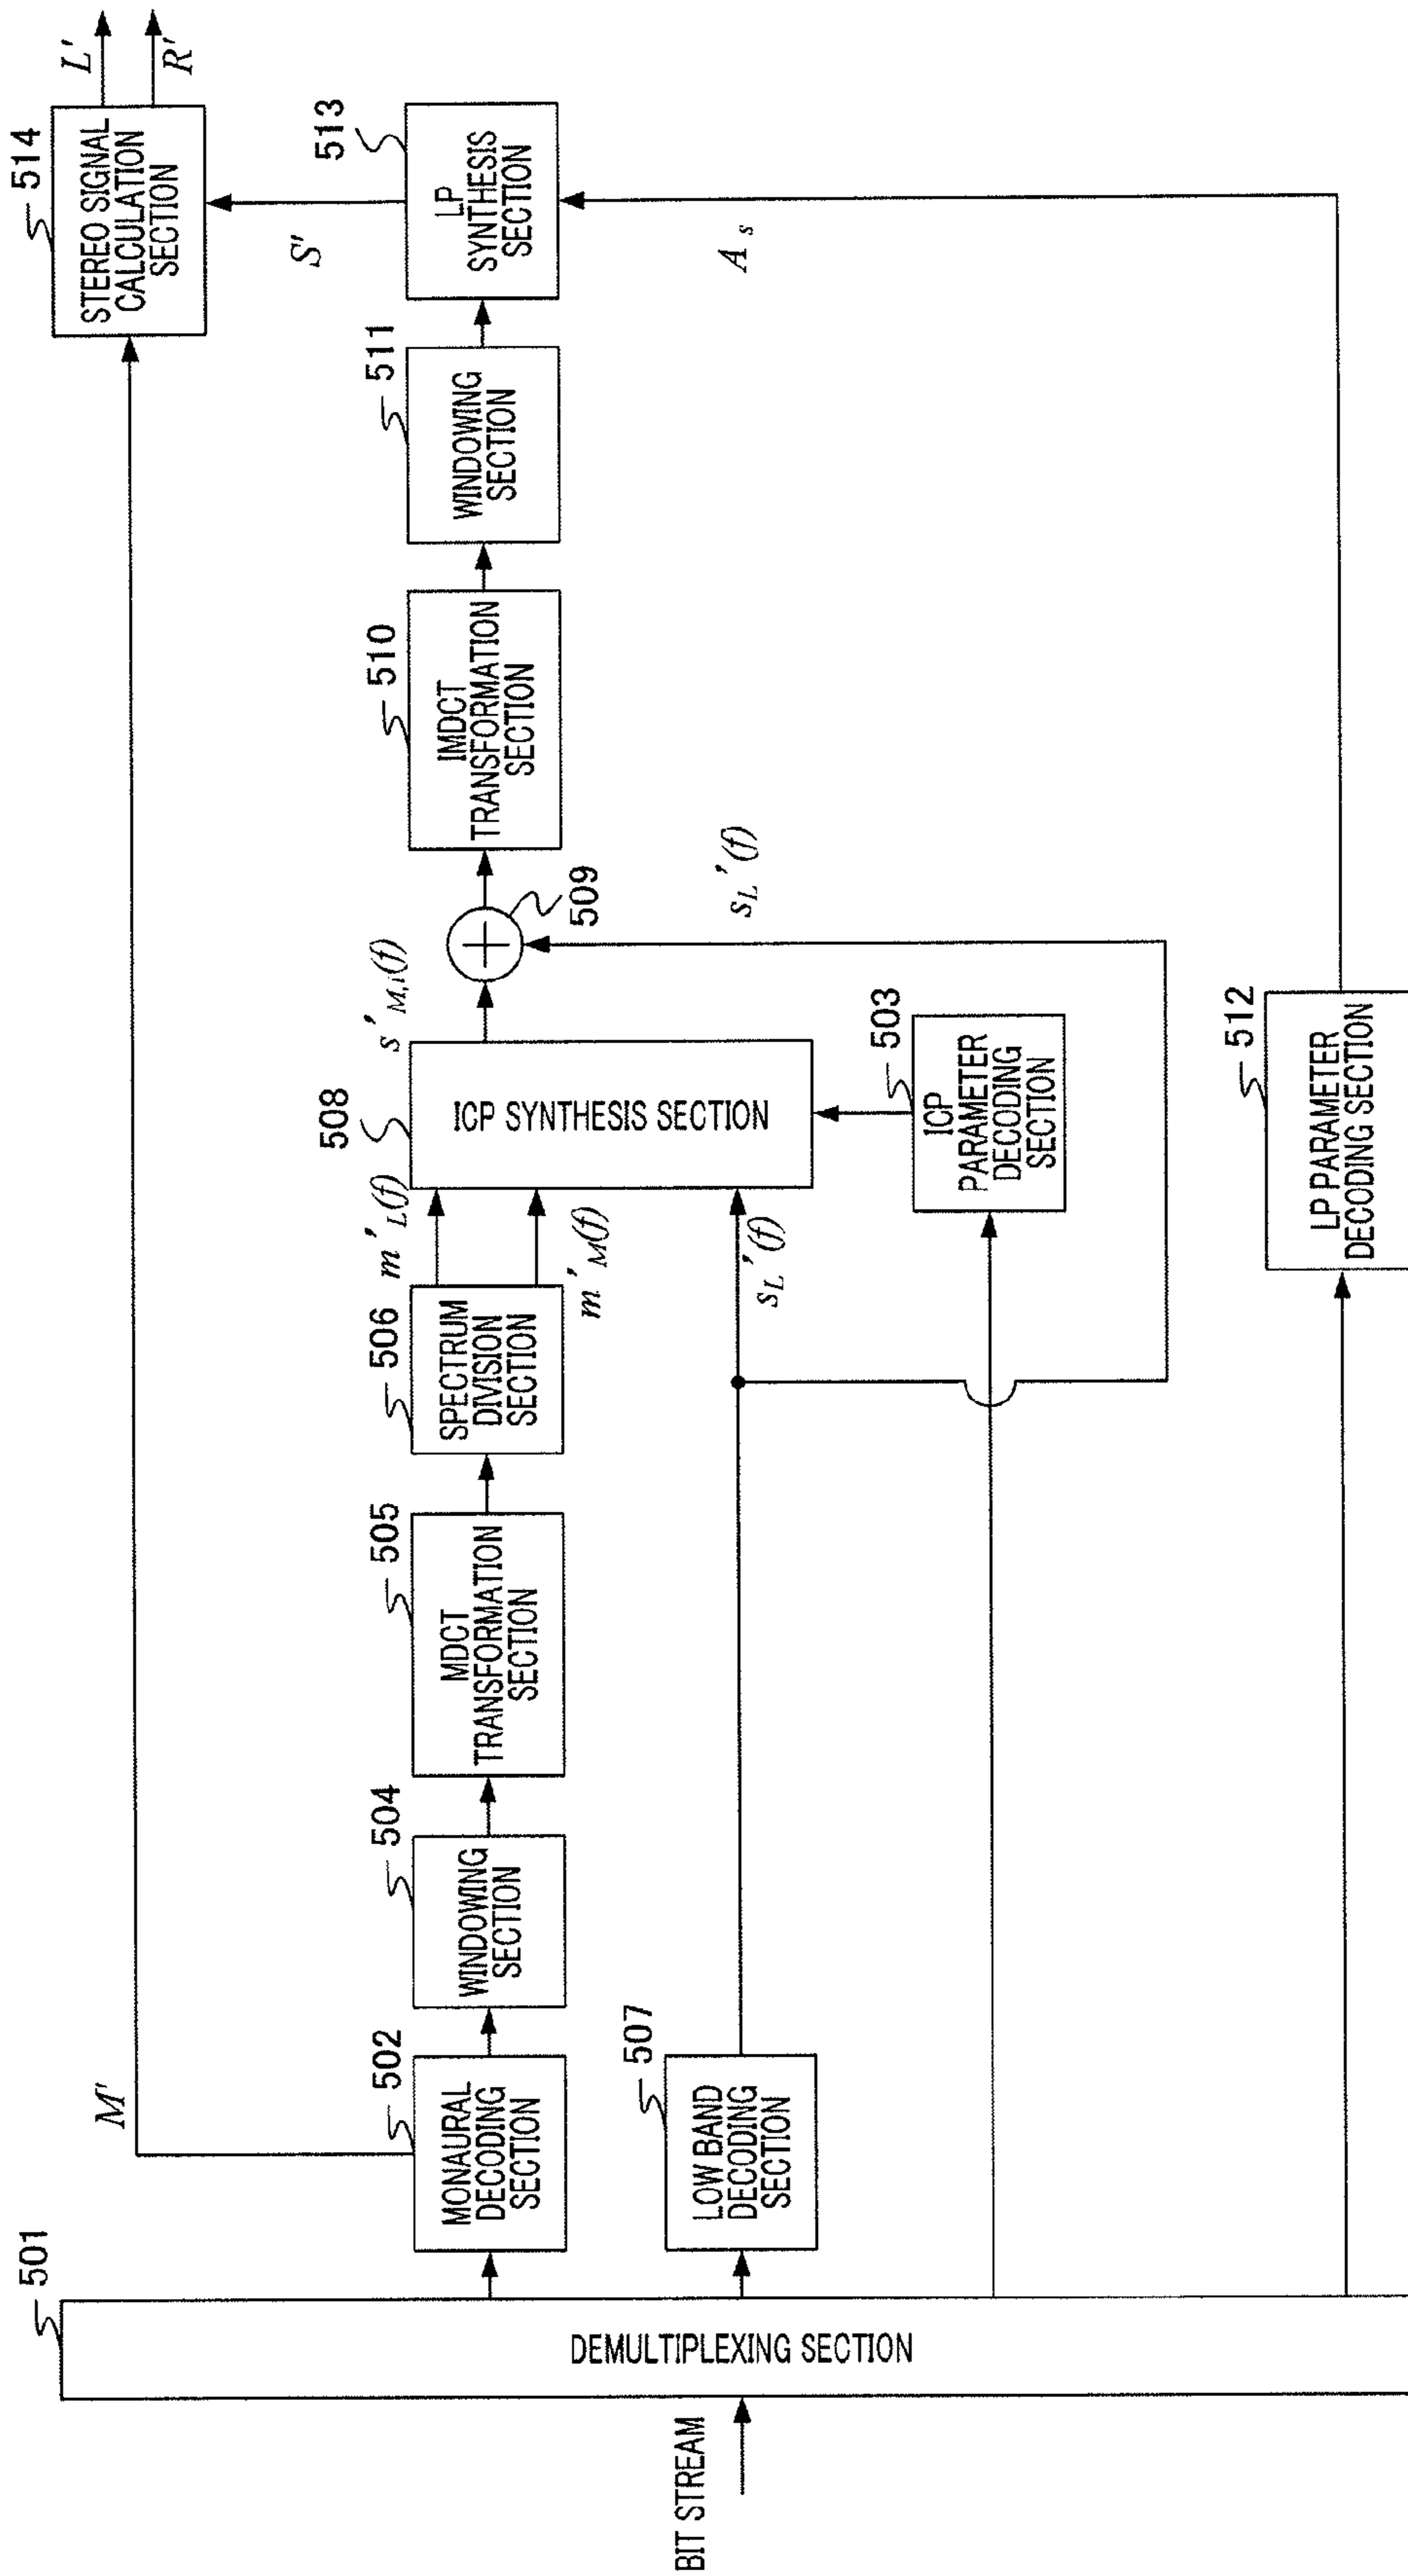 BIT STREAM
501
DEMULTIPLEXING SECTION
M'
502
MONAURAL
DECODING
SECTION
504
WINDOWING
SECTION
505
MDCT
TRANSFORMATION
SECTION
506
SPECTRUM
DIVISION
SECTION
m'L(f)
m'M(f)
507
LOW BAND
DECODING
SECTION
sL'(f)
508
ICP SYNTHESIS SECTION
503
ICP
PARAMETER
DECODING
SECTION
s'M,i(f)
509
sL'(f)
510
IMDCT
TRANSFORMATION
SECTION
511
WINDOWING
SECTION
512
LP PARAMETER
DECODING SECTION
As
513
LP
SYNTHESIS
SECTION
S'
514
STEREO SIGNAL
CALCULATION
SECTION
L'
R'